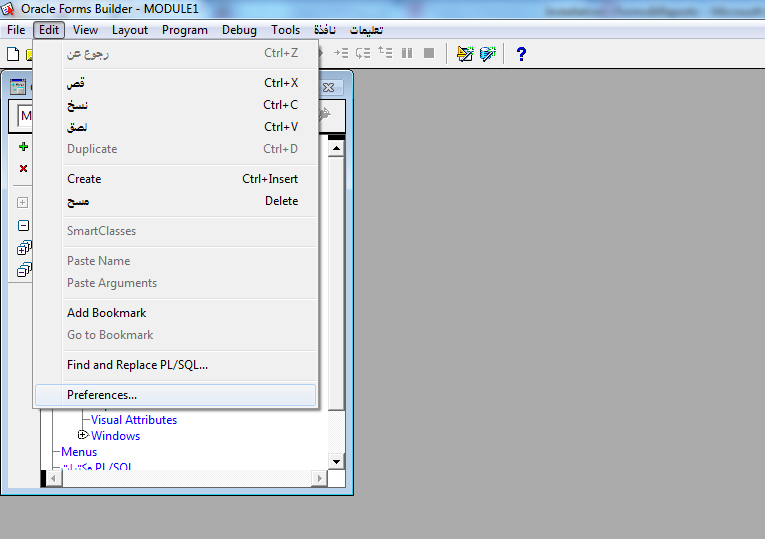 Oracle Forms Builder - MODULE1
File Edit View Layout Program Debug Tools نافذة تعليمات
رجوع عن Ctrl+Z
قص Ctrl+X
M نسخ Ctrl+C
لصق Ctrl+V
Duplicate Ctrl+D
Create Ctrl+Insert
مسح Delete
SmartClasses
Paste Name
Paste Arguments
Add Bookmark
Go to Bookmark
Find and Replace PL/SQL...
Preferences...
Visual Attributes
Windows
Menus
مكتبات PL/SQL